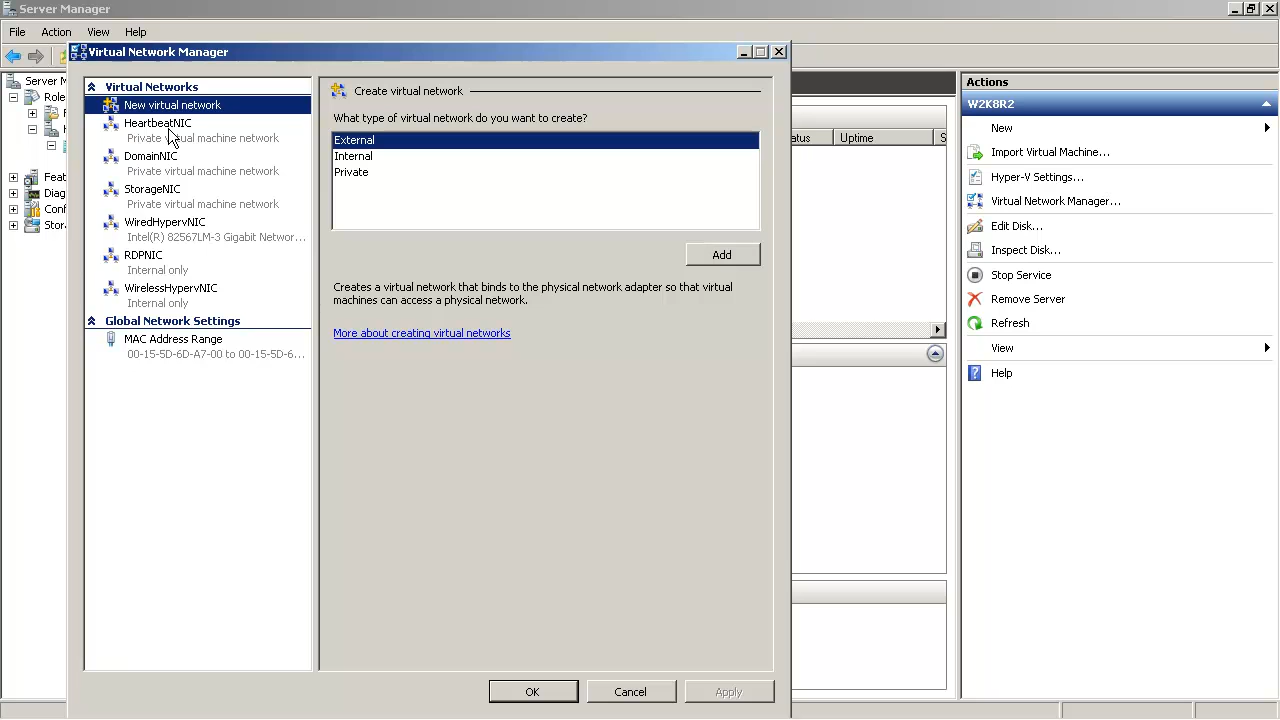 Server Manager
File Action View Help
Virtual Network Manager
Server M
Role
F
H
Feat
Diag
Conf
Stor
Virtual Networks
New virtual network
HeartbeatNIC
Private virtual machine network
DomainNIC
Private virtual machine network
StorageNIC
Private virtual machine network
WiredHypervNIC
Intel(R) 82567LM-3 Gigabit Networ...
RDPNIC
Internal only
WirelessHypervNIC
Internal only
Global Network Settings
MAC Address Range
00-15-5D-6D-A7-00 to 00-15-5D-6...
Create virtual network
What type of virtual network do you want to create?
External
Internal
Private
Add
Creates a virtual network that binds to the physical network adapter so that virtual
machines can access a physical network.
More about creating virtual networks
OK Cancel Apply
atus Uptime S
Actions
W2K8R2
New
Import Virtual Machine...
Hyper-V Settings...
Virtual Network Manager...
Edit Disk...
Inspect Disk...
Stop Service
Remove Server
Refresh
View
Help